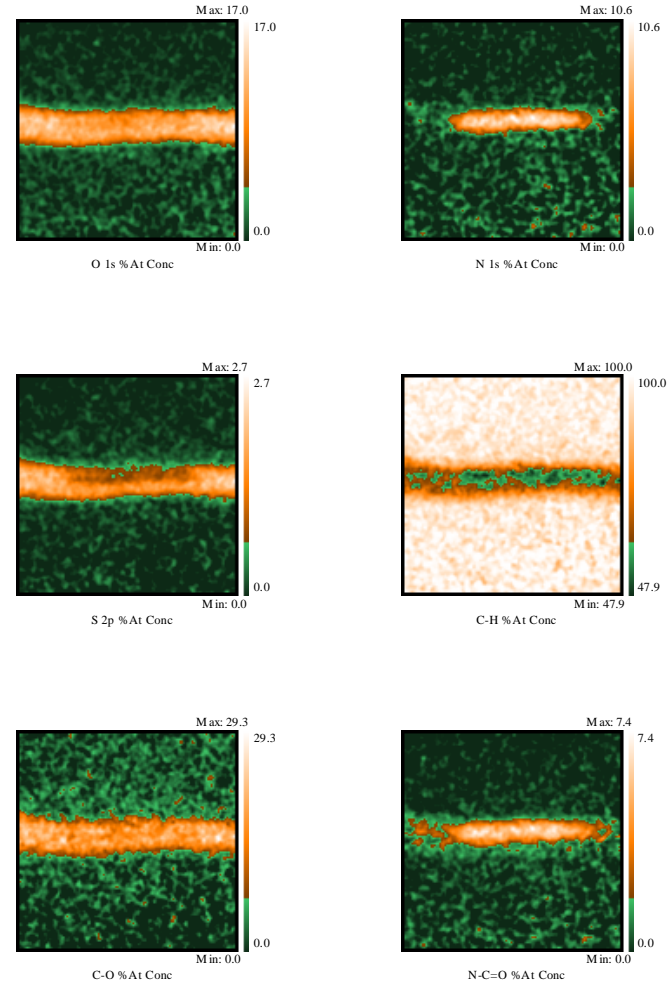 Max: 17.0
17.0
0.0
Min: 0.0
O 1s %At Conc
Max: 10.6
10.6
0.0
Min: 0.0
N 1s %At Conc
Max: 2.7
2.7
0.0
Min: 0.0
S 2p %At Conc
Max: 100.0
100.0
47.9
Min: 47.9
C-H %At Conc
Max: 29.3
29.3
0.0
Min: 0.0
C-O %At Conc
Max: 7.4
7.4
0.0
Min: 0.0
N-C=O %At Conc